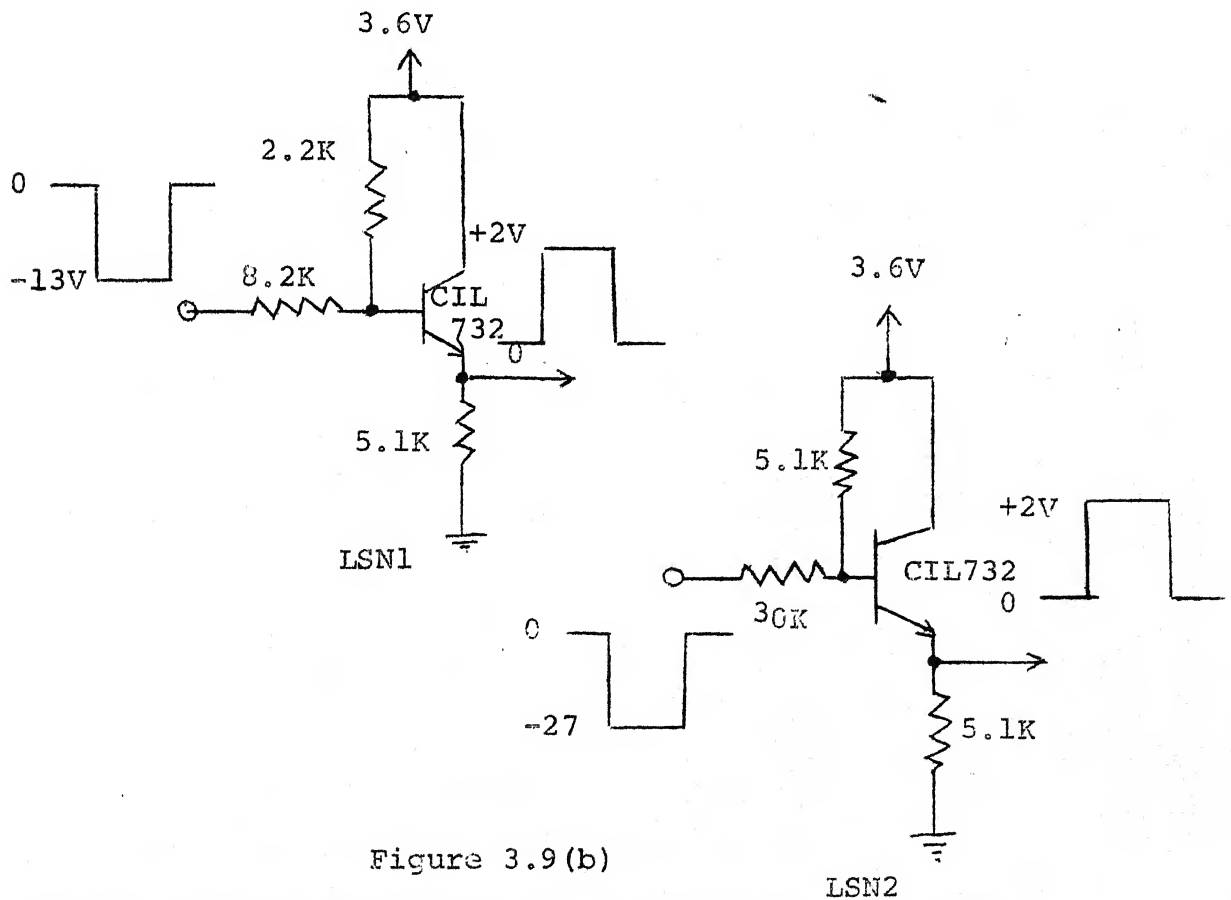 3.6V
2.2K
0
-13V
8.2K
+2V
CIL
732
0
5.1K
LSN1
3.6V
5.1K
+2V
CIL732
0
30K
0
-27
5.1K
Figure 3.9(b)
LSN2